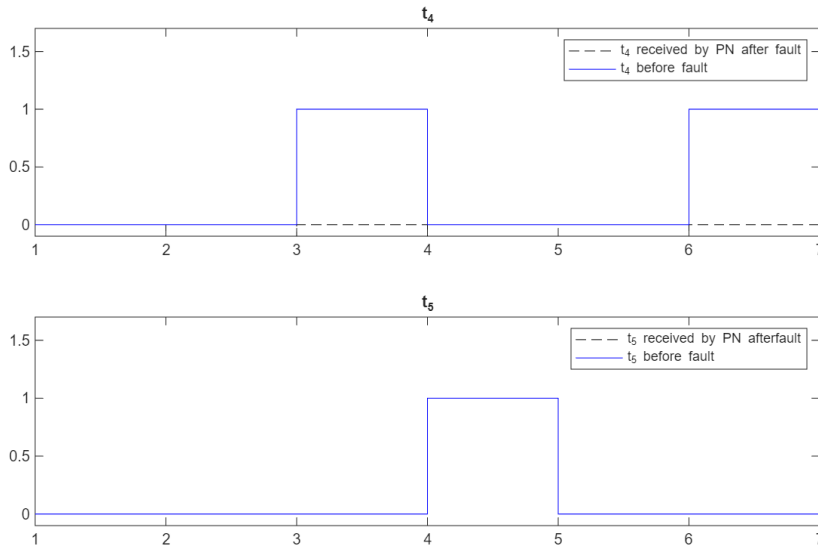 t₄
1.5
t₄ received by PN after fault
t₄ before fault
1
0.5
0
1 2 3 4 5 6 7
t₅
1.5
t₅ received by PN afterfault
t₅ before fault
1
0.5
0
1 2 3 4 5 6 7